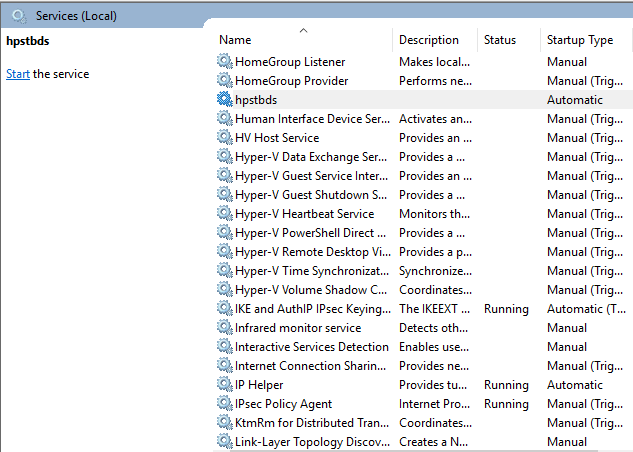 Services (Local)
hpstbds
Start the service
Name Description Status Startup Type
HomeGroup Listener Makes local... Manual
HomeGroup Provider Performs ne... Manual (Trig...
hpstbds Automatic
Human Interface Device Ser... Activates an... Manual (Trig...
HV Host Service Provides an ... Manual (Trig...
Hyper-V Data Exchange Ser... Provides a ... Manual (Trig...
Hyper-V Guest Service Inter... Provides an ... Manual (Trig...
Hyper-V Guest Shutdown S... Provides a ... Manual (Trig...
Hyper-V Heartbeat Service Monitors th... Manual (Trig...
Hyper-V PowerShell Direct ... Provides a ... Manual (Trig...
Hyper-V Remote Desktop Vi... Provides a p... Manual (Trig...
Hyper-V Time Synchronizat... Synchronize... Manual (Trig...
Hyper-V Volume Shadow C... Coordinates... Manual (Trig...
IKE and AuthIP IPsec Keying... The IKEEXT ... Running Automatic (T...
Infrared monitor service Detects oth... Manual
Interactive Services Detection Enables use... Manual
Internet Connection Sharin... Provides ne... Manual (Trig...
IP Helper Provides tu... Running Automatic
IPsec Policy Agent Internet Pro... Running Manual (Trig...
KtmRm for Distributed Tran... Coordinates... Manual (Trig...
Link-Layer Topology Discov... Creates a N... Manual